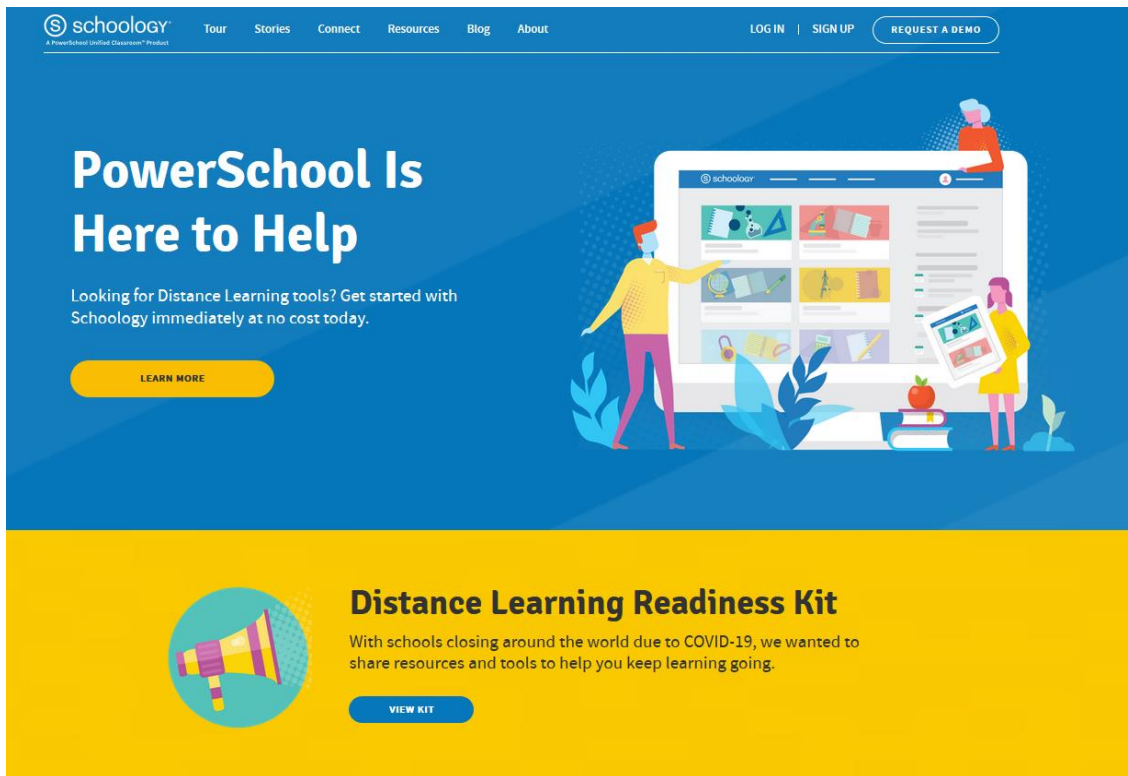 schoology
A PowerSchool Unified Classroom™ Product
Tour Stories Connect Resources Blog About
LOG IN | SIGN UP REQUEST A DEMO
PowerSchool Is
Here to Help
Looking for Distance Learning tools? Get started with
Schoology immediately at no cost today.
LEARN MORE
schoology
Distance Learning Readiness Kit
With schools closing around the world due to COVID-19, we wanted to
share resources and tools to help you keep learning going.
VIEW KIT